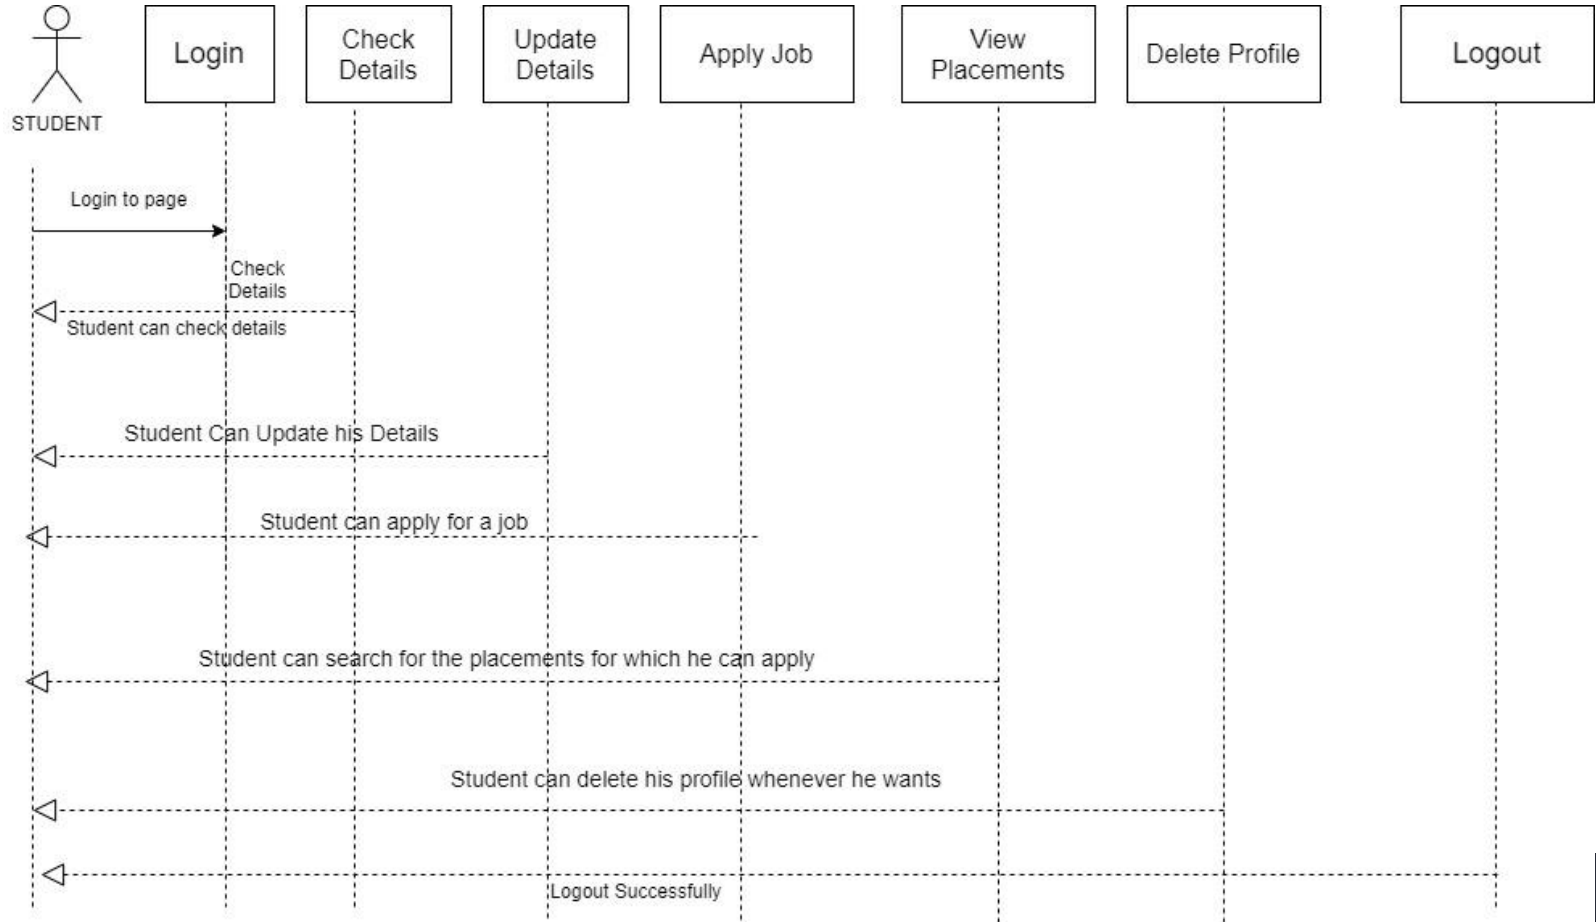 STUDENT
Login
Check
Details
Update
Details
Apply Job
View
Placements
Delete Profile
Logout
Login to page
Check
Details
Student can check details
Student Can Update his Details
Student can apply for a job
Student can search for the placements for which he can apply
Student can delete his profile whenever he wants
Logout Successfully